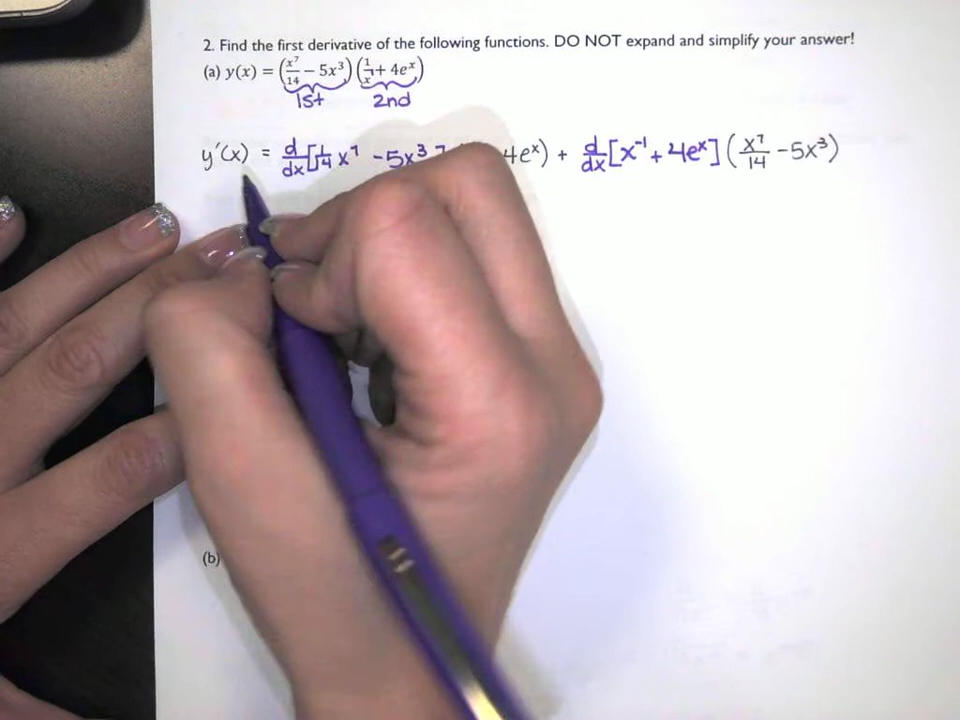 2. Find the first derivative of the following functions. DO NOT expand and simplify your answer!
(a) y(x) = (x⁷/14 − 5x³)(1/x + 4eˣ)
1st 2nd
y'(x) = d/dx[1/14 x⁷ − 5x³ 4eˣ) + d/dx[x⁻¹ + 4eˣ](x⁷/14 − 5x³)
(b)